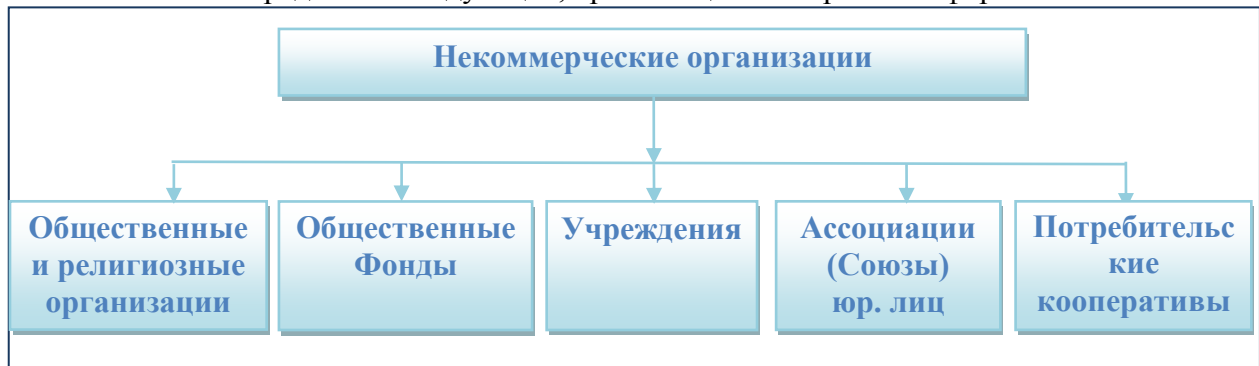 Некоммерческие организации
Общественные
и религиозные
организации
Общественные
Фонды
Учреждения
Ассоциации
(Союзы)
юр. лиц
Потребительс
кие
кооперативы